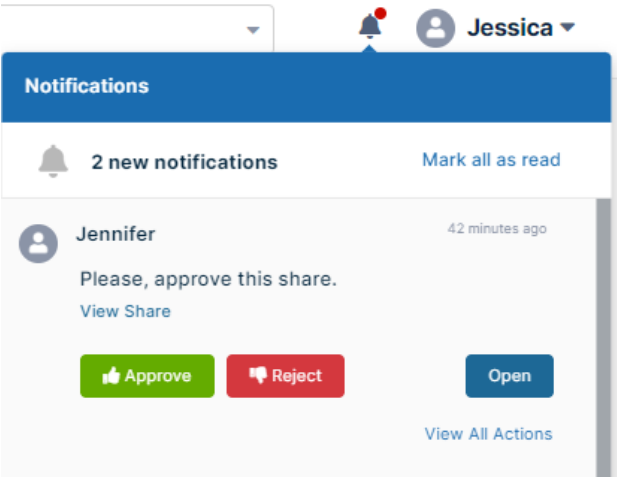 Jessica
Notifications
2 new notifications Mark all as read
Jennifer 42 minutes ago
Please, approve this share.
View Share
Approve Reject Open
View All Actions